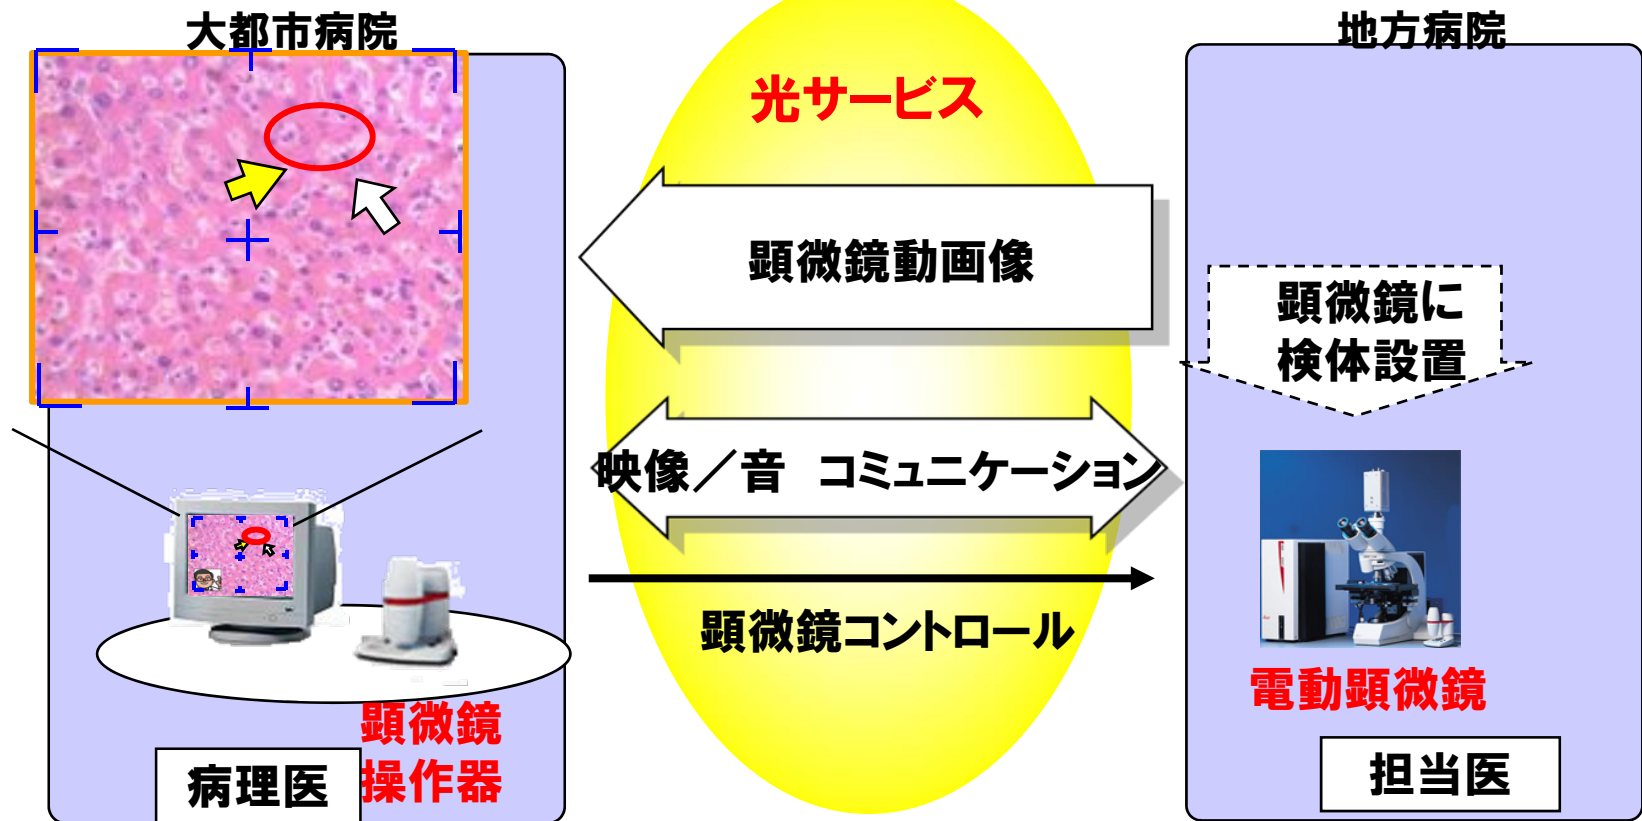 大都市病院
地方病院
光サービス
顕微鏡動画像
顕微鏡に
検体設置
映像／音　コミュニケーション
顕微鏡コントロール
電動顕微鏡
顕微鏡
操作器
病理医
担当医